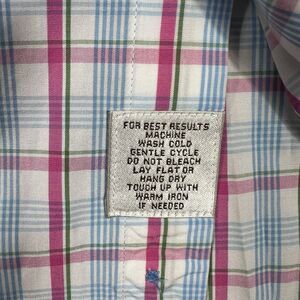 FOR BEST RESULTS
MACHINE
WASH COLD
GENTLE CYCLE
DO NOT BLEACH
LAY FLAT OR
HANG DRY
TOUCH UP WITH
WARM IRON
IF NEEDED